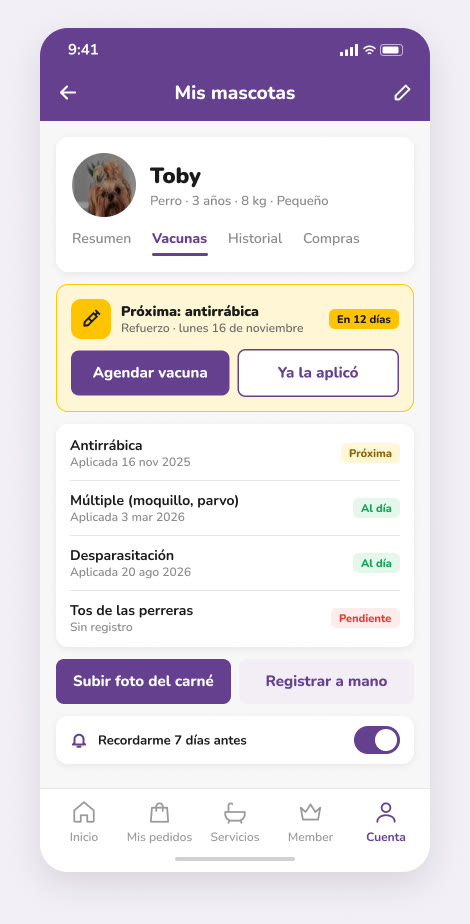 9:41
Mis mascotas
Toby
Perro · 3 años · 8 kg · Pequeño
Resumen Vacunas Historial Compras
Próxima: antirrábica
Refuerzo · lunes 16 de noviembre
En 12 días
Agendar vacuna Ya la aplicó
Antirrábica
Aplicada 16 nov 2025
Próxima
Múltiple (moquillo, parvo)
Aplicada 3 mar 2026
Al día
Desparasitación
Aplicada 20 ago 2026
Al día
Tos de las perreras
Sin registro
Pendiente
Subir foto del carné Registrar a mano
Recordarme 7 días antes
Inicio Mis pedidos Servicios Member Cuenta